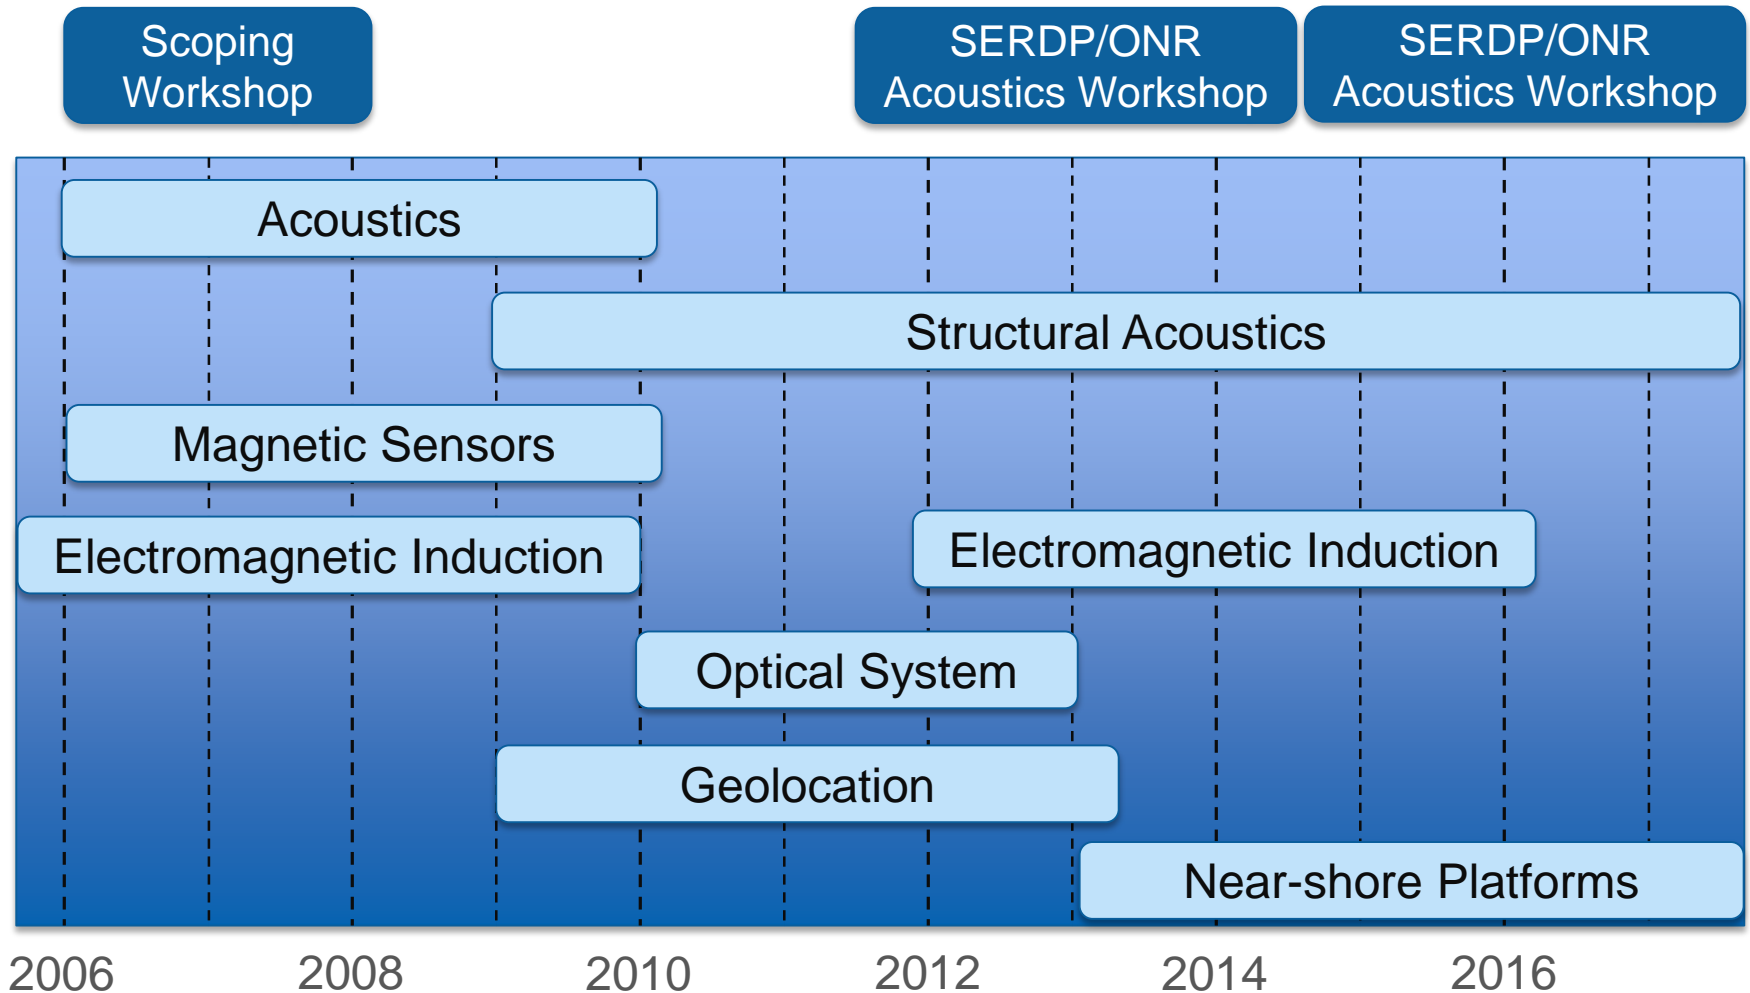 Scoping
Workshop
SERDP/ONR
Acoustics Workshop
SERDP/ONR
Acoustics Workshop
Acoustics
Structural Acoustics
Magnetic Sensors
Electromagnetic Induction
Electromagnetic Induction
Optical System
Geolocation
Near-shore Platforms
2006 2008 2010 2012 2014 2016